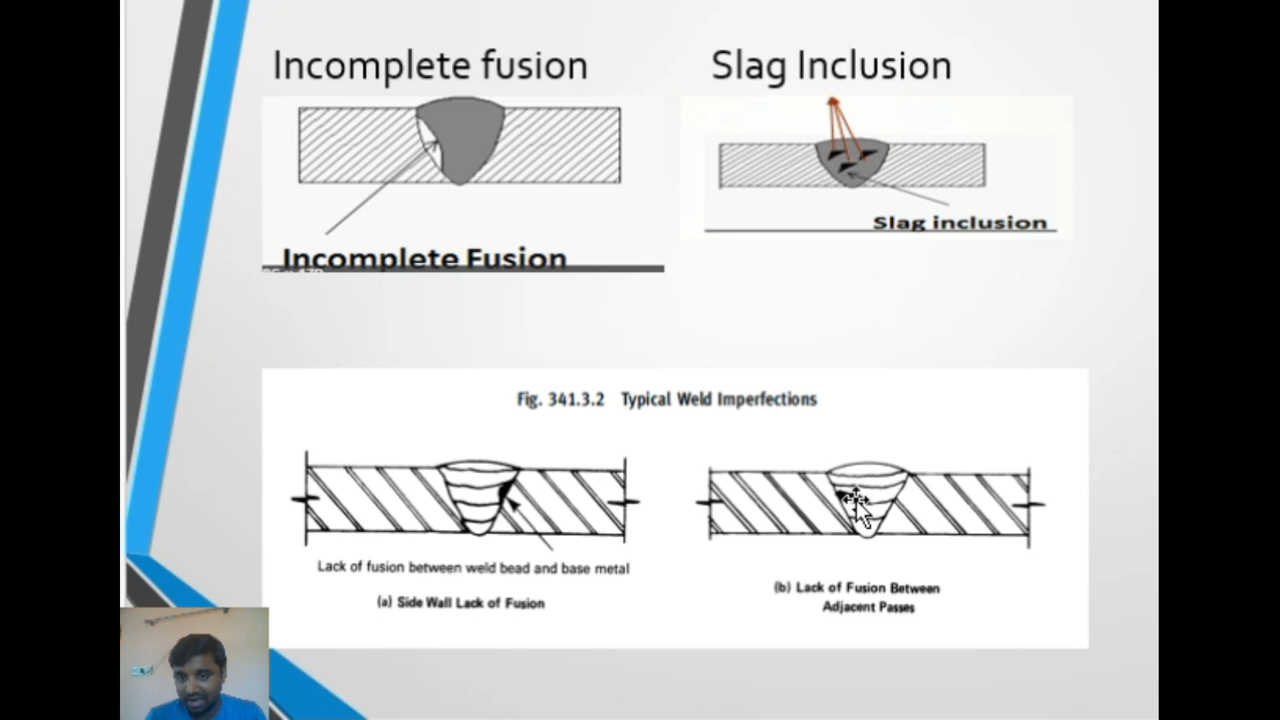 Incomplete fusion
Slag Inclusion
Incomplete Fusion
Slag inclusion
Fig. 341.3.2 Typical Weld Imperfections
Lack of fusion between weld bead and base metal
(a) Side Wall Lack of Fusion
(b) Lack of Fusion Between
Adjacent Passes